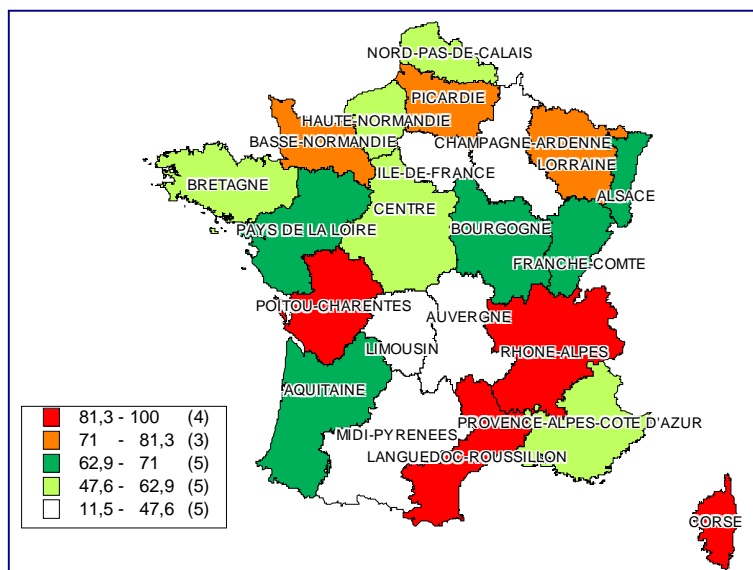 NORD-PAS-DE-CALAIS
PICARDIE
HAUTE-NORMANDIE
BASSE-NORMANDIE
CHAMPAGNE-ARDENNE
LORRAINE
ILE-DE-FRANCE
BRETAGNE
ALSACE
CENTRE
PAYS DE LA LOIRE
BOURGOGNE
FRANCHE-COMTE
POITOU-CHARENTES
AUVERGNE
LIMOUSIN
RHONE-ALPES
AQUITAINE
PROVENCE-ALPES-COTE D'AZUR
MIDI-PYRENEES
LANGUEDOC-ROUSSILLON
CORSE
81,3 - 100 (4)
71 - 81,3 (3)
62,9 - 71 (5)
47,6 - 62,9 (5)
11,5 - 47,6 (5)